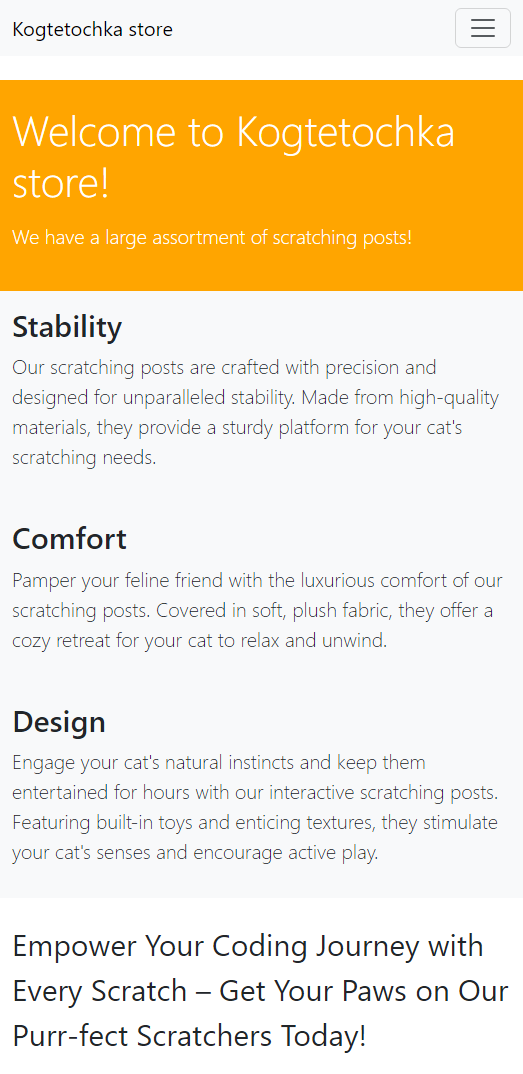 Kogtetochka store
Welcome to Kogtetochka
store!
We have a large assortment of scratching posts!
Stability
Our scratching posts are crafted with precision and
designed for unparalleled stability. Made from high-quality
materials, they provide a sturdy platform for your cat's
scratching needs.
Comfort
Pamper your feline friend with the luxurious comfort of our
scratching posts. Covered in soft, plush fabric, they offer a
cozy retreat for your cat to relax and unwind.
Design
Engage your cat's natural instincts and keep them
entertained for hours with our interactive scratching posts.
Featuring built-in toys and enticing textures, they stimulate
your cat's senses and encourage active play.
Empower Your Coding Journey with
Every Scratch – Get Your Paws on Our
Purr-fect Scratchers Today!